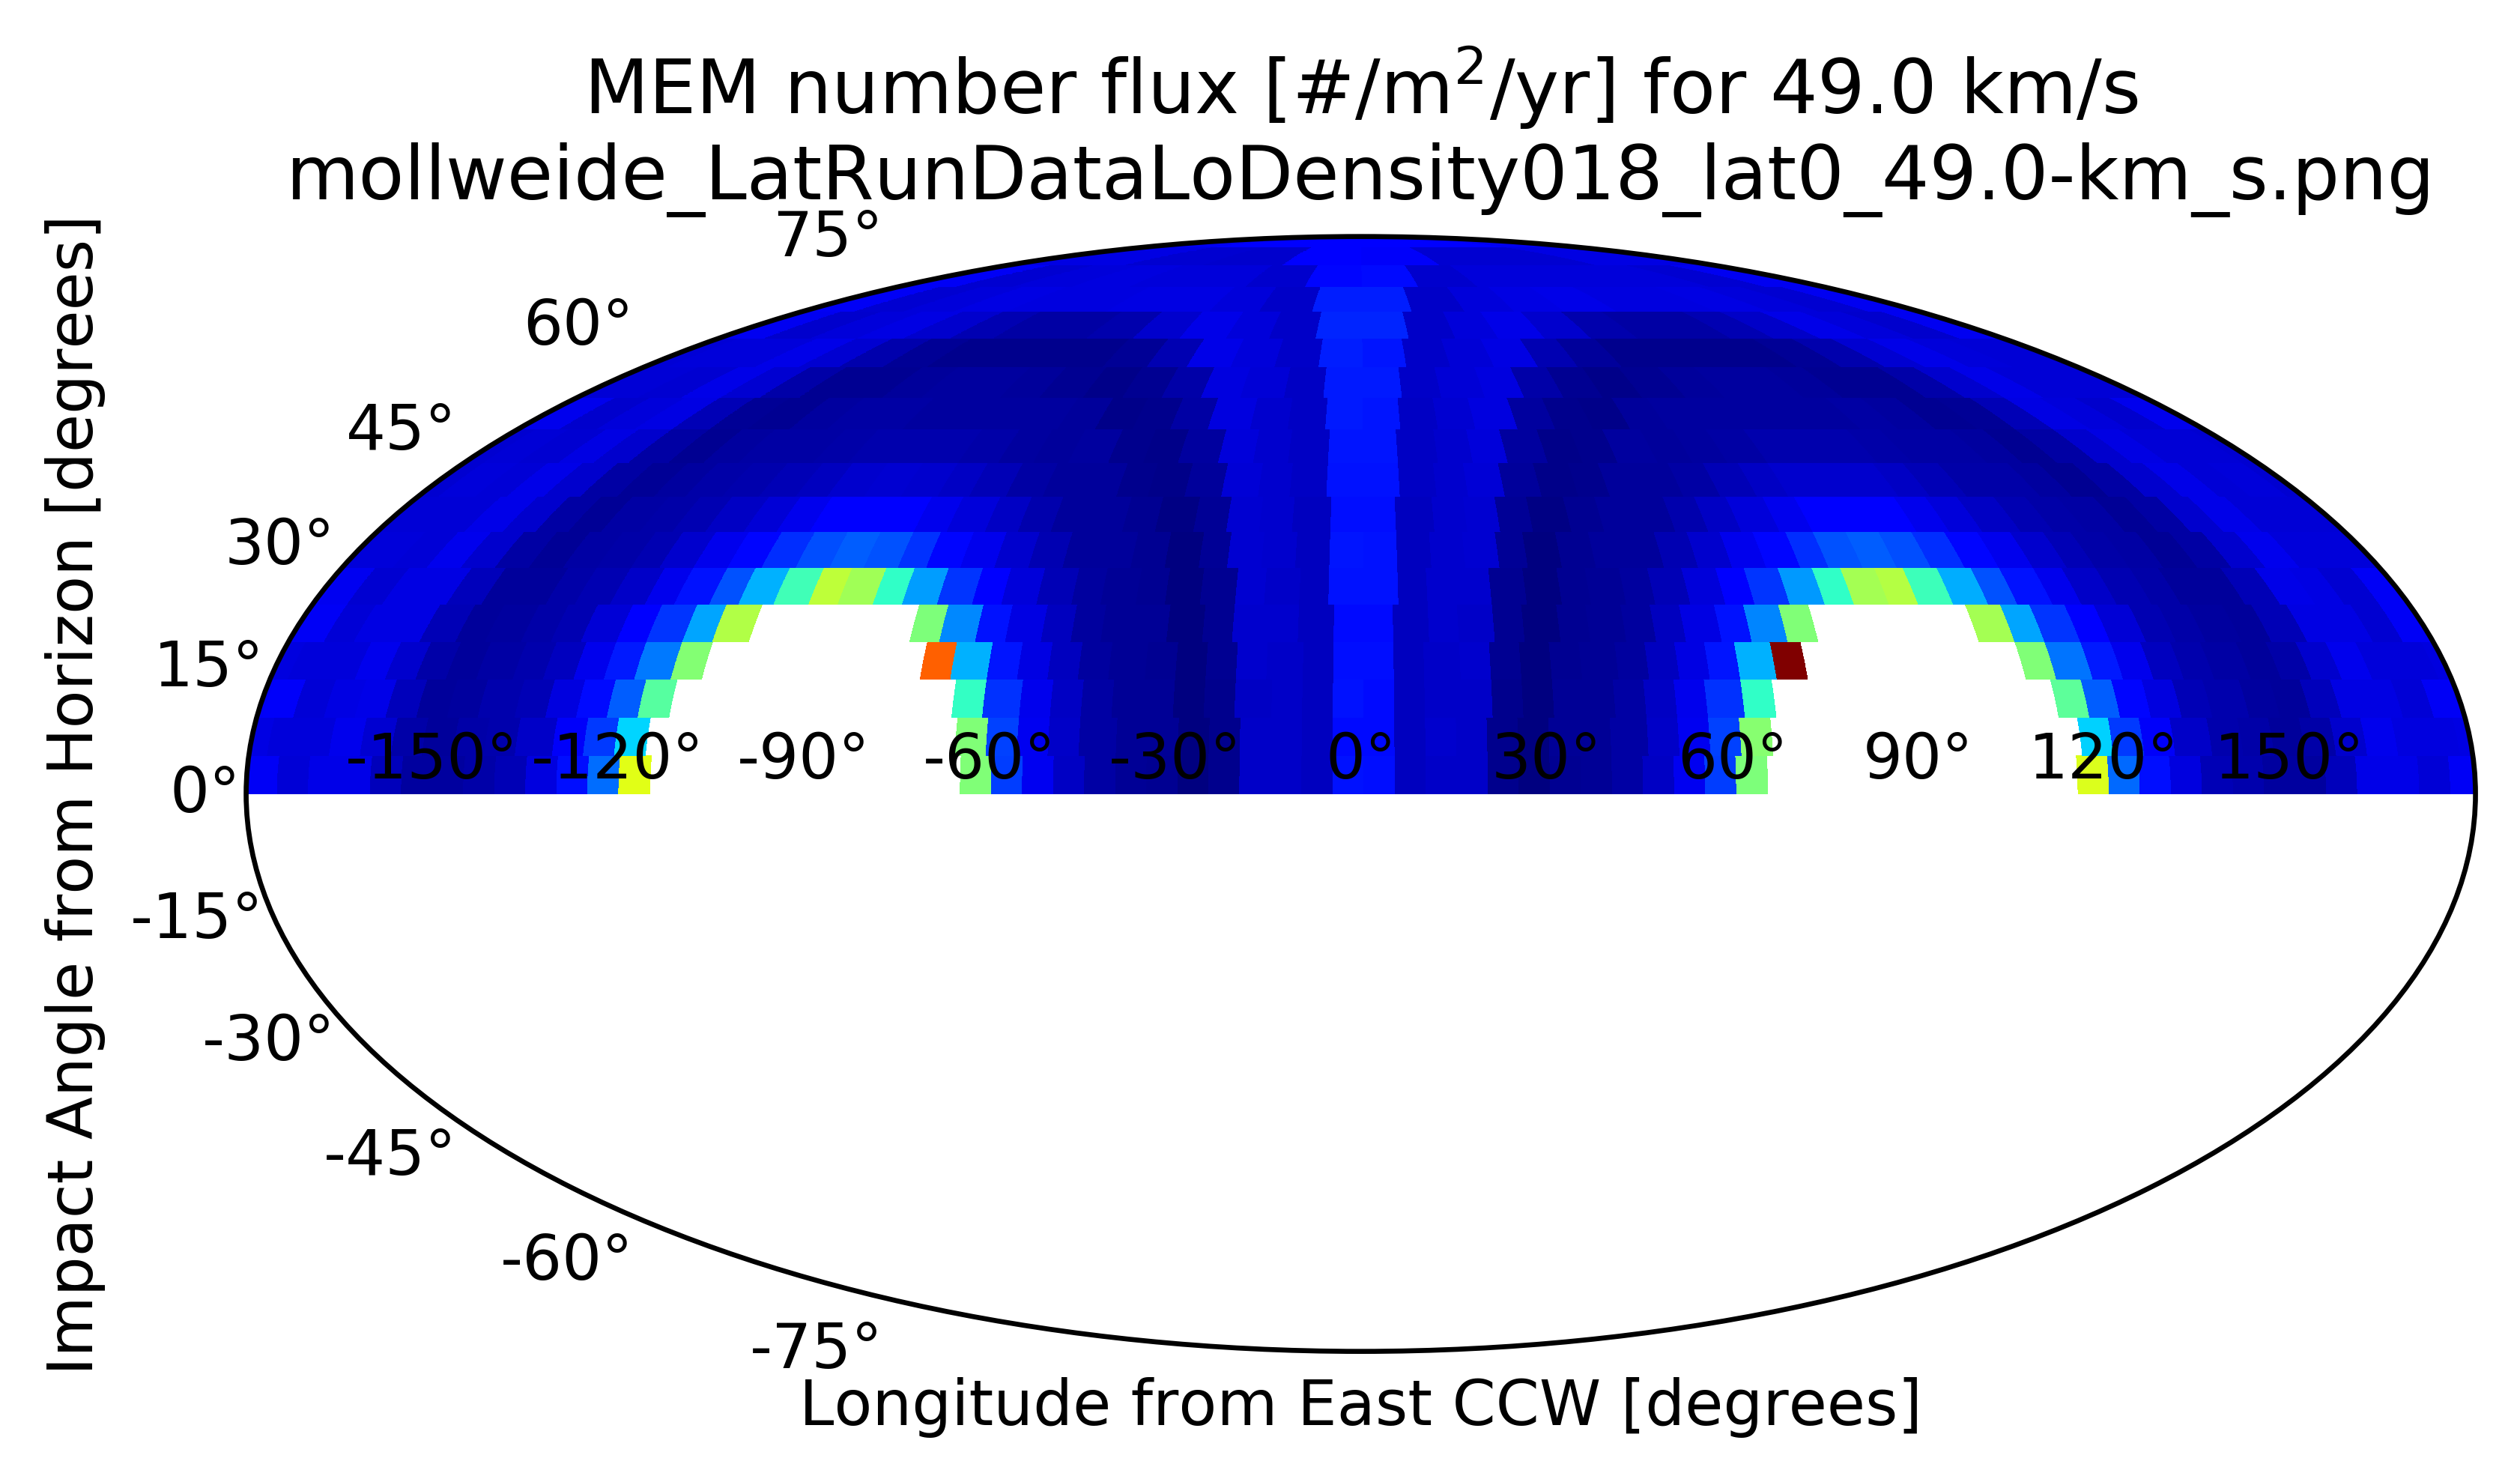 MEM number flux [#/m²/yr] for 49.0 km/s
mollweide_LatRunDataLoDensity018_lat0_49.0-km_s.png
Impact Angle from Horizon [degrees]
75°
60°
45°
30°
15°
0°
-15°
-30°
-45°
-60°
-75°
-150° -120° -90° -60° -30° 0° 30° 60° 90° 120° 150°
Longitude from East CCW [degrees]